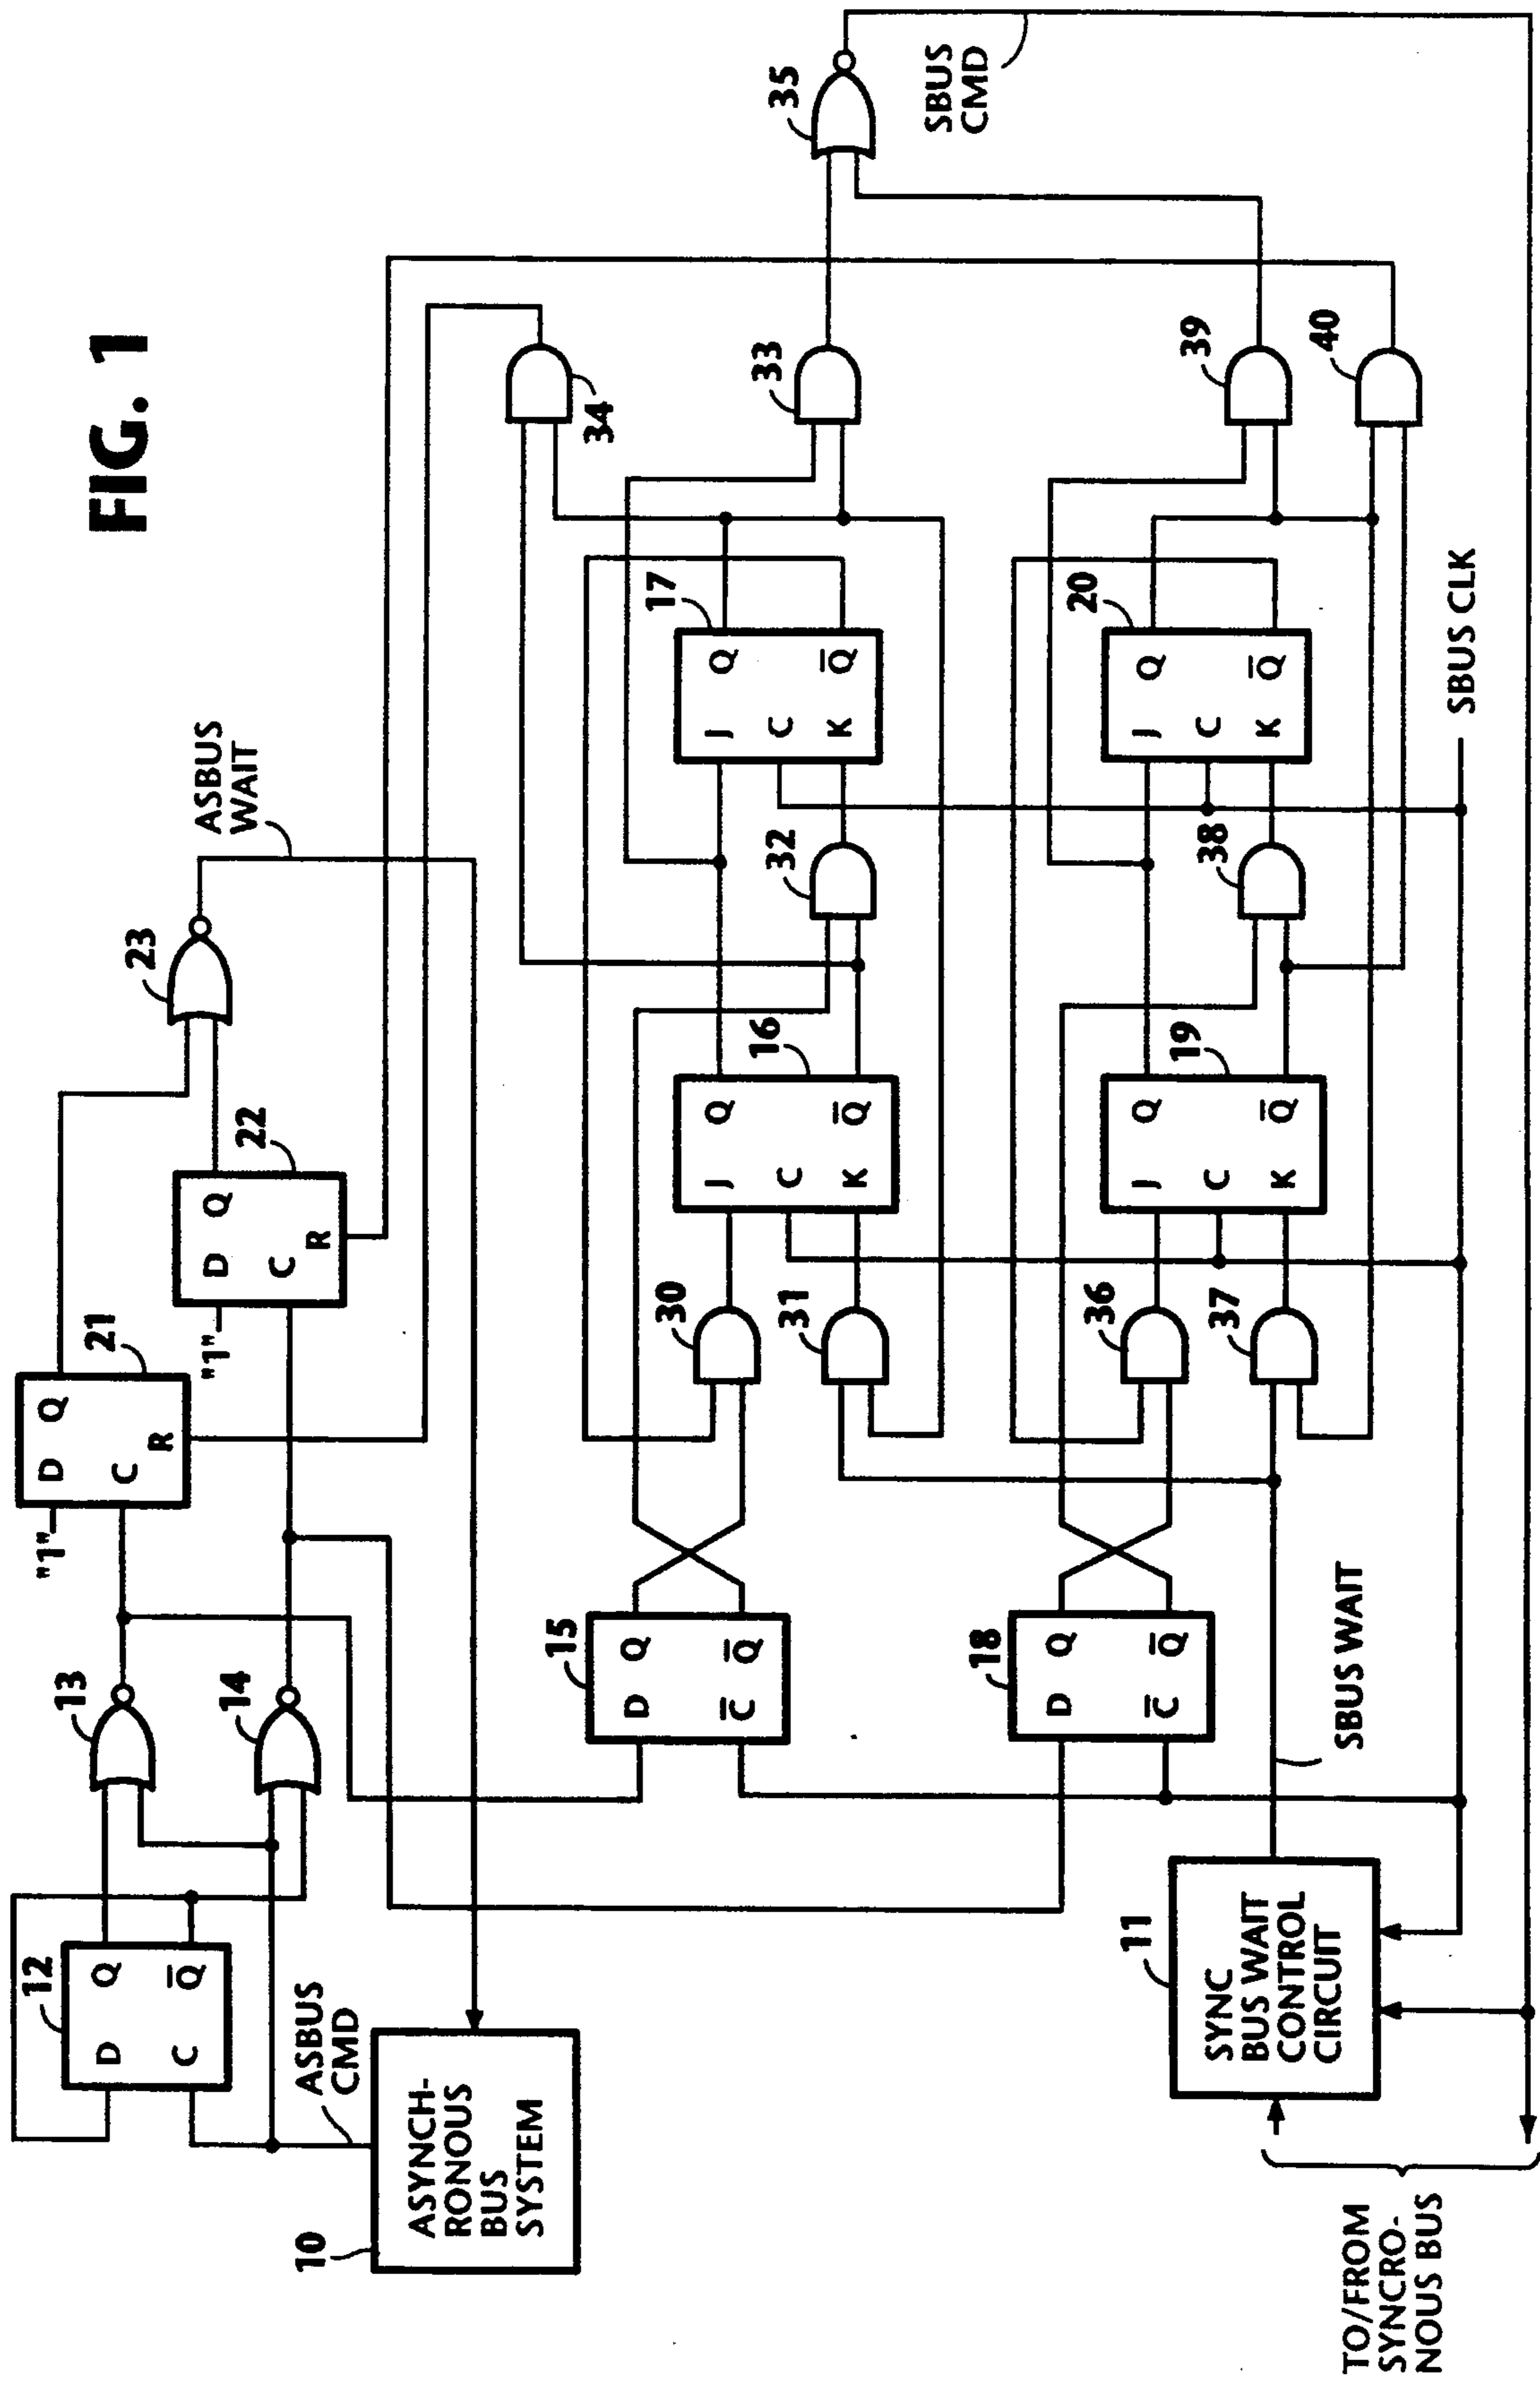 FIG. 1
"1"
D
Q
C
R
21
"1"
D
Q
C
R
22
23
ASBUS
WAIT
12
D
Q
C
Q̅
13
14
ASBUS
CMD
10
ASYNCH-
RONOUS
BUS
SYSTEM
15
D
Q
C̅
Q̅
30
31
16
J
Q
C
K
Q̅
32
17
J
Q
C
K
Q̅
34
33
35
SBUS
CMD
18
D
Q
C̅
Q̅
36
37
19
J
Q
C
K
Q̅
38
20
J
Q
C
K
Q̅
39
40
11
SYNC
BUS WAIT
CONTROL
CIRCUIT
SBUS WAIT
SBUS CLK
TO/FROM
SYNCRO-
NOUS BUS